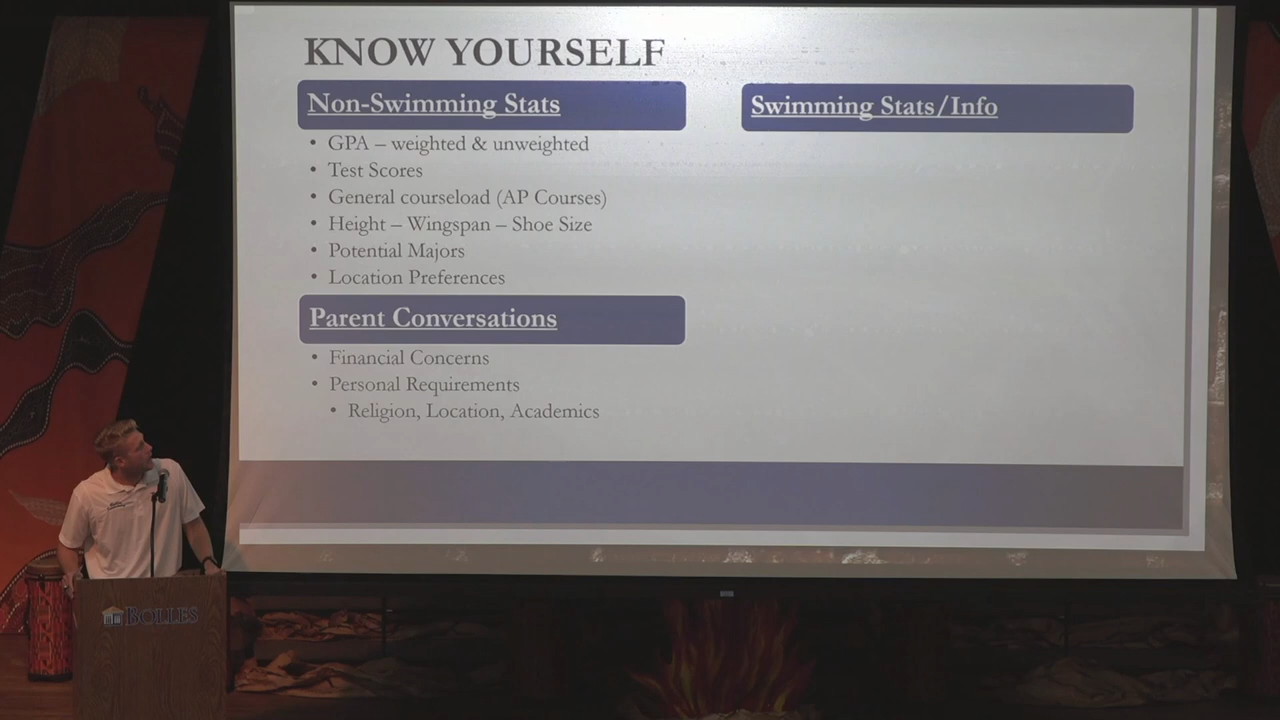 KNOW YOURSELF
Non-Swimming Stats
• GPA – weighted & unweighted
• Test Scores
• General courseload (AP Courses)
• Height – Wingspan – Shoe Size
• Potential Majors
• Location Preferences
Parent Conversations
• Financial Concerns
• Personal Requirements
• Religion, Location, Academics
Swimming Stats/Info
BOLLES